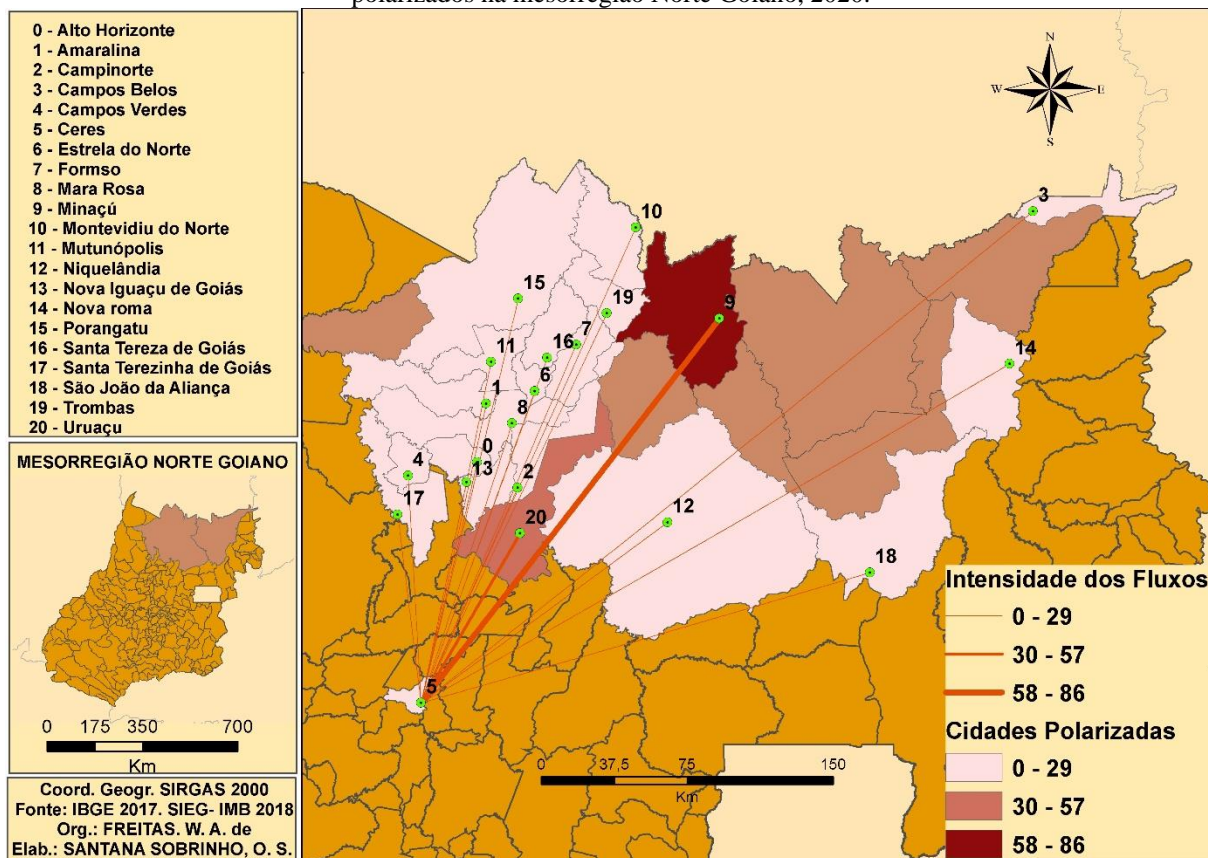 polarizados na mesorregião Norte Goiano, 2020.
0 - Alto Horizonte
1 - Amaralina
2 - Campinorte
3 - Campos Belos
4 - Campos Verdes
5 - Ceres
6 - Estrela do Norte
7 - Formso
8 - Mara Rosa
9 - Minaçú
10 - Montevidiu do Norte
11 - Mutunópolis
12 - Niquelândia
13 - Nova Iguaçu de Goiás
14 - Nova roma
15 - Porangatu
16 - Santa Tereza de Goiás
17 - Santa Terezinha de Goiás
18 - São João da Aliança
19 - Trombas
20 - Uruaçu
MESORREGIÃO NORTE GOIANO
0 175 350 700
Km
Coord. Geogr. SIRGAS 2000
Fonte: IBGE 2017. SIEG- IMB 2018
Org.: FREITAS. W. A. de
Elab.: SANTANA SOBRINHO, O. S.
N
W E
S
3
10
15
19
9
7
16
11
14
6
1
8
0
4
13
2
17
12
20
18
5
0 37,5 75 150
Km
Intensidade dos Fluxos
0 - 29
30 - 57
58 - 86
Cidades Polarizadas
0 - 29
30 - 57
58 - 86